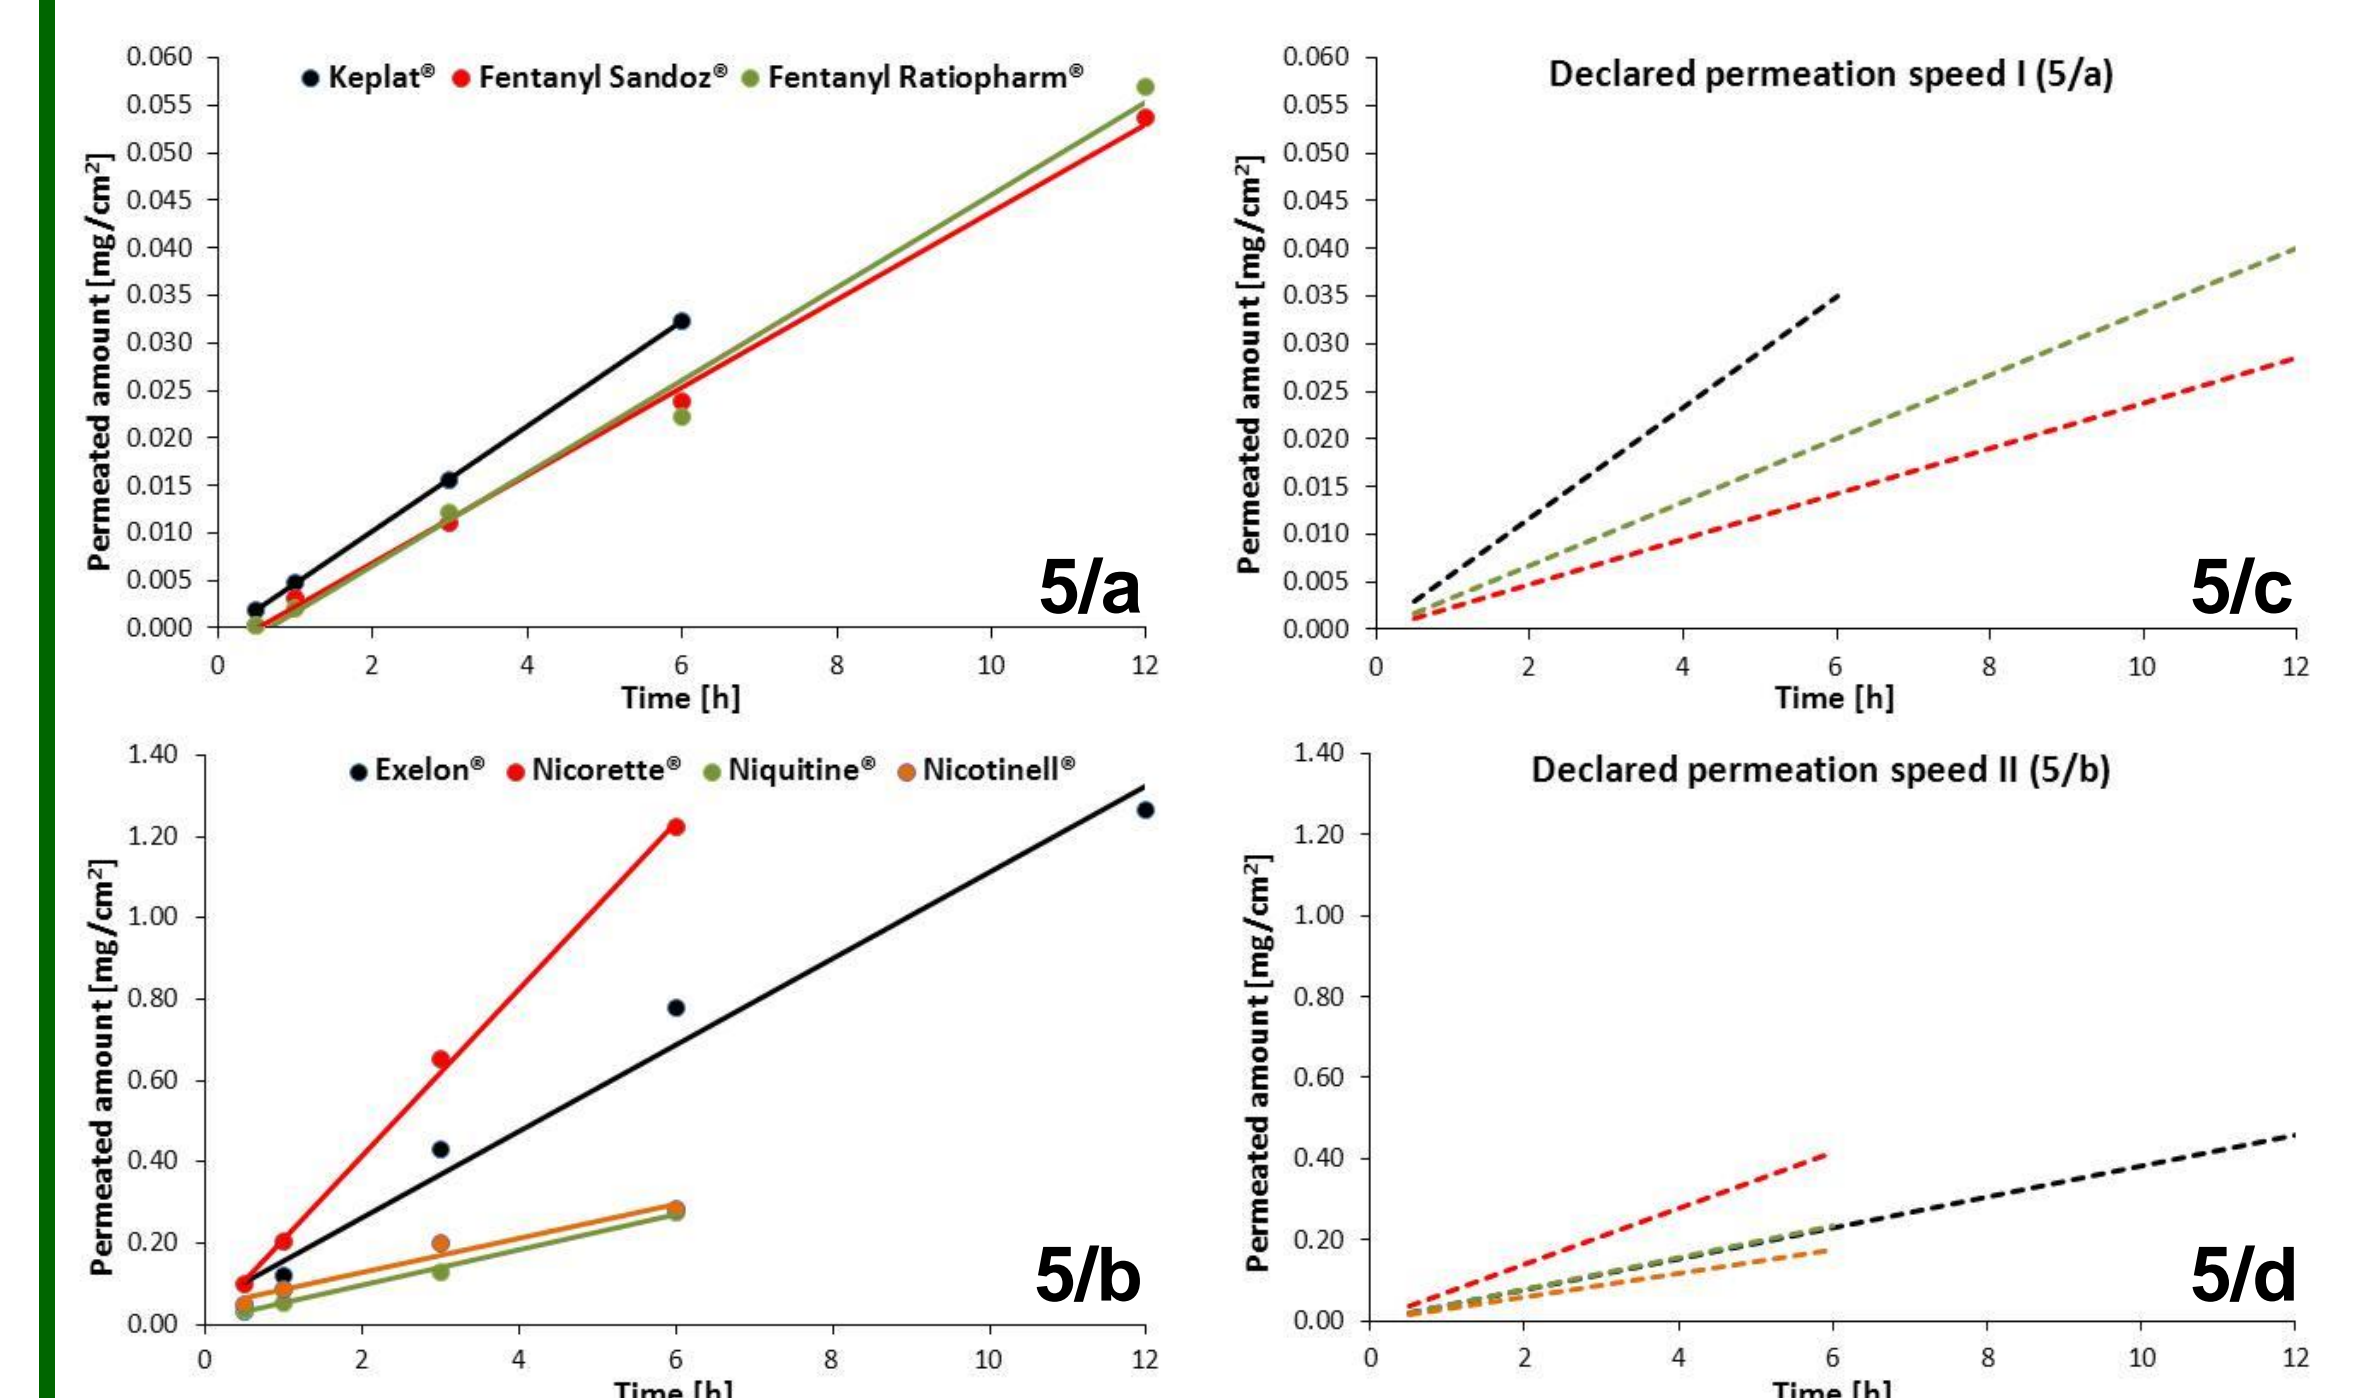 Keplat® Fentanyl Sandoz® Fentanyl Ratiopharm®
Permeated amount [mg/cm²]
0.060
0.055
0.050
0.045
0.040
0.035
0.030
0.025
0.020
0.015
0.010
0.005
0.000
0 2 4 6 8 10 12
Time [h]
5/a
Declared permeation speed I (5/a)
Permeated amount [mg/cm²]
0.060
0.055
0.050
0.045
0.040
0.035
0.030
0.025
0.020
0.015
0.010
0.005
0.000
0 2 4 6 8 10 12
Time [h]
5/c
Exelon® Nicorette® Niquitine® Nicotinell®
Permeated amount [mg/cm²]
1.40
1.20
1.00
0.80
0.60
0.40
0.20
0.00
0 2 4 6 8 10 12
Time [h]
5/b
Declared permeation speed II (5/b)
Permeated amount [mg/cm²]
1.40
1.20
1.00
0.80
0.60
0.40
0.20
0.00
0 2 4 6 8 10 12
Time [h]
5/d